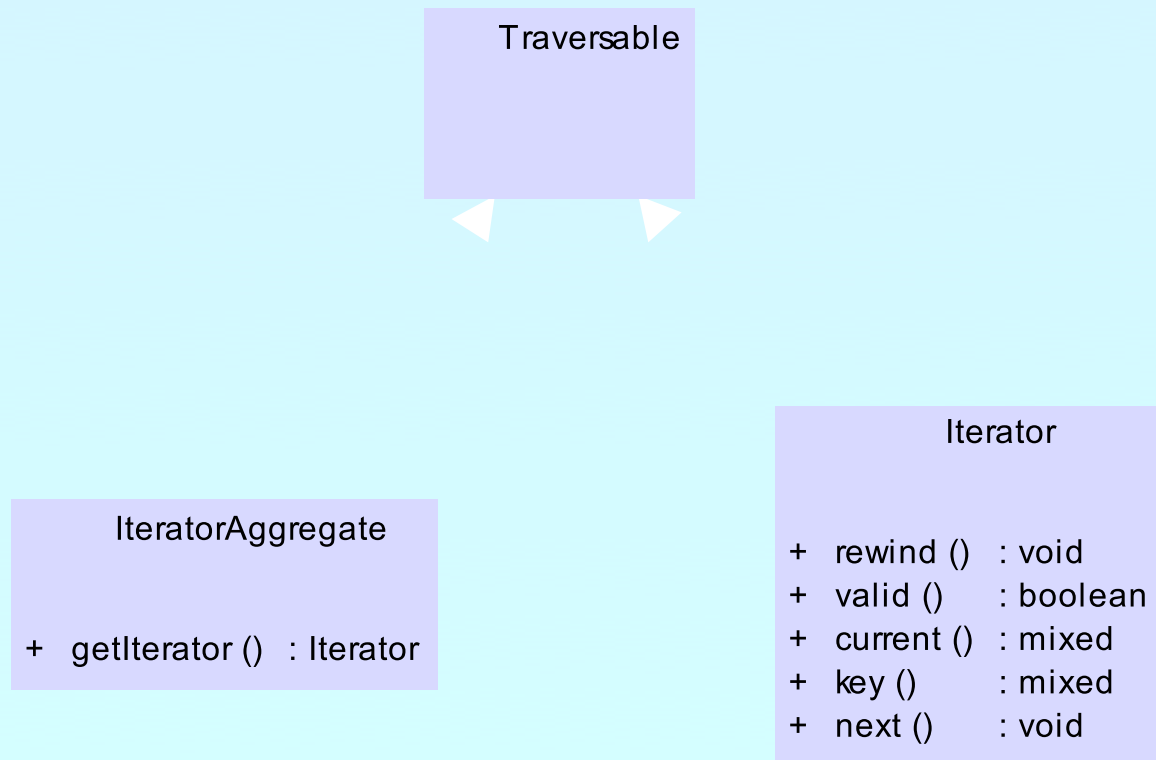 Traversable
Iterator
+ rewind () : void
+ valid () : boolean
+ current () : mixed
+ key () : mixed
+ next () : void
IteratorAggregate
+ getIterator () : Iterator